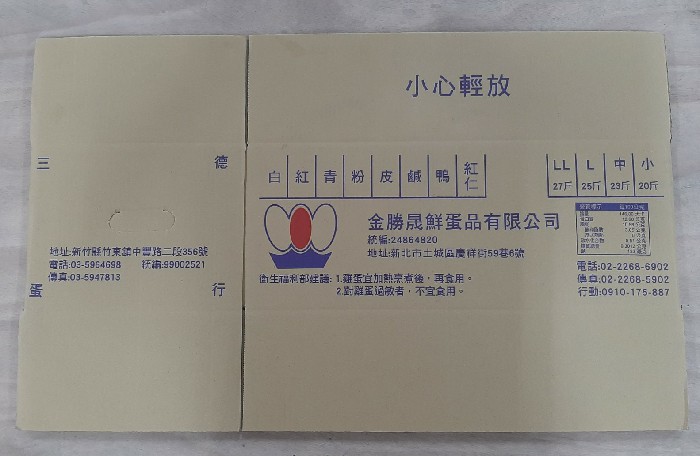 三 德
地址:新竹縣竹東鎮中豐路二段356號
電話:03-5954698 統編:99002521
傳真:03-5947813
蛋 行
小心輕放
白 紅 青 粉 皮 鹹 鴨 紅仁
LL L 中 小
27斤 25斤 23斤 20斤
金勝晟鮮蛋品有限公司
統編:24864820
地址:新北市土城區慶祥街59巷6號
衛生福利部建議: 1.雞蛋宜加熱烹煮後，再食用。
2.對雞蛋過敏者，不宜食用。
電話:02-2268-6902
傳真:02-2268-5902
行動:0910-175-887